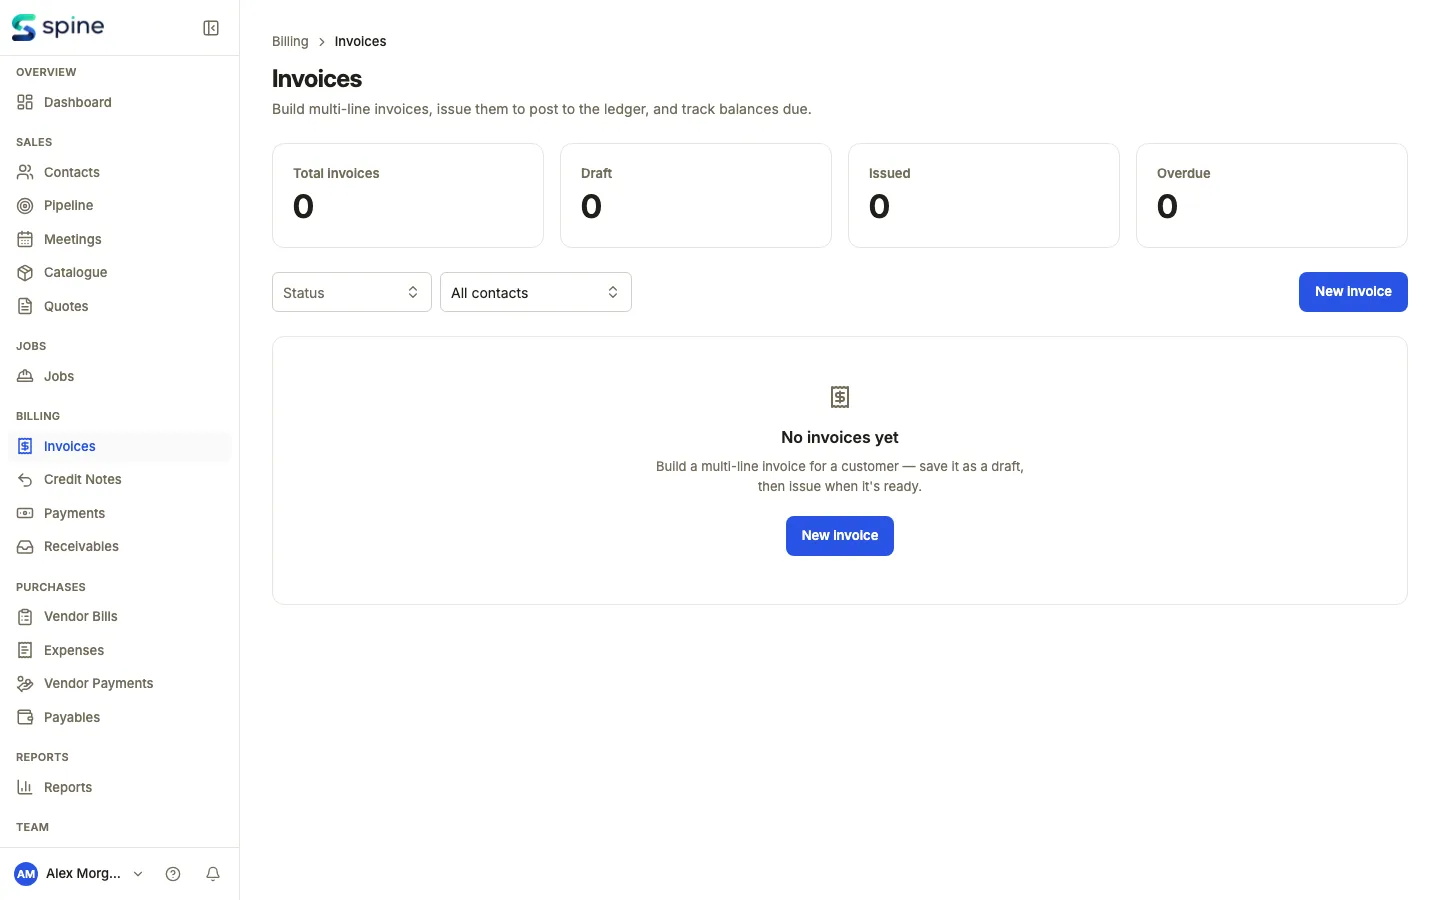 spine
OVERVIEW
Dashboard
SALES
Contacts
Pipeline
Meetings
Catalogue
Quotes
JOBS
Jobs
BILLING
Invoices
Credit Notes
Payments
Receivables
PURCHASES
Vendor Bills
Expenses
Vendor Payments
Payables
REPORTS
Reports
TEAM
AM Alex Morg...
Billing > Invoices
Invoices
Build multi-line invoices, issue them to post to the ledger, and track balances due.
Total invoices
0
Draft
0
Issued
0
Overdue
0
Status
All contacts
New invoice
No invoices yet
Build a multi-line invoice for a customer — save it as a draft,
then issue when it's ready.
New invoice